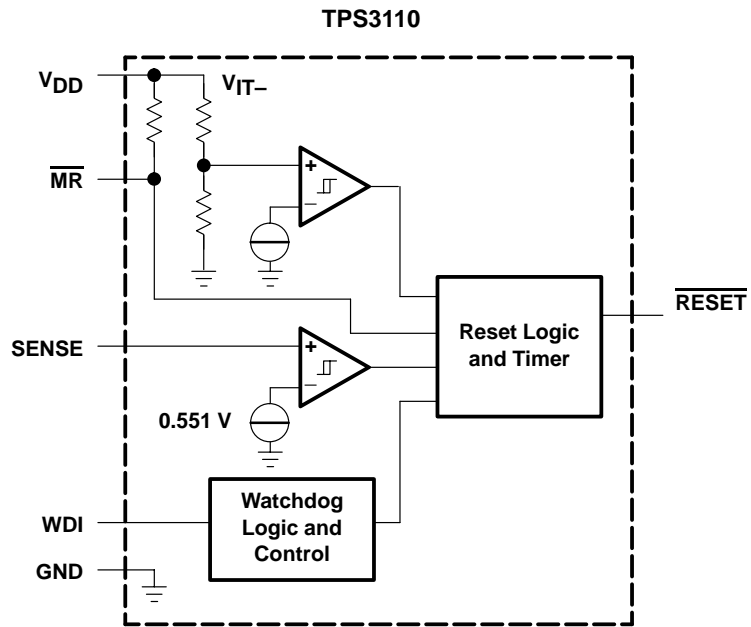 TPS3110
VDD
VIT–
MR
+
–
RESET
Reset Logic
and Timer
SENSE
+
–
0.551 V
Watchdog
Logic and
Control
WDI
GND